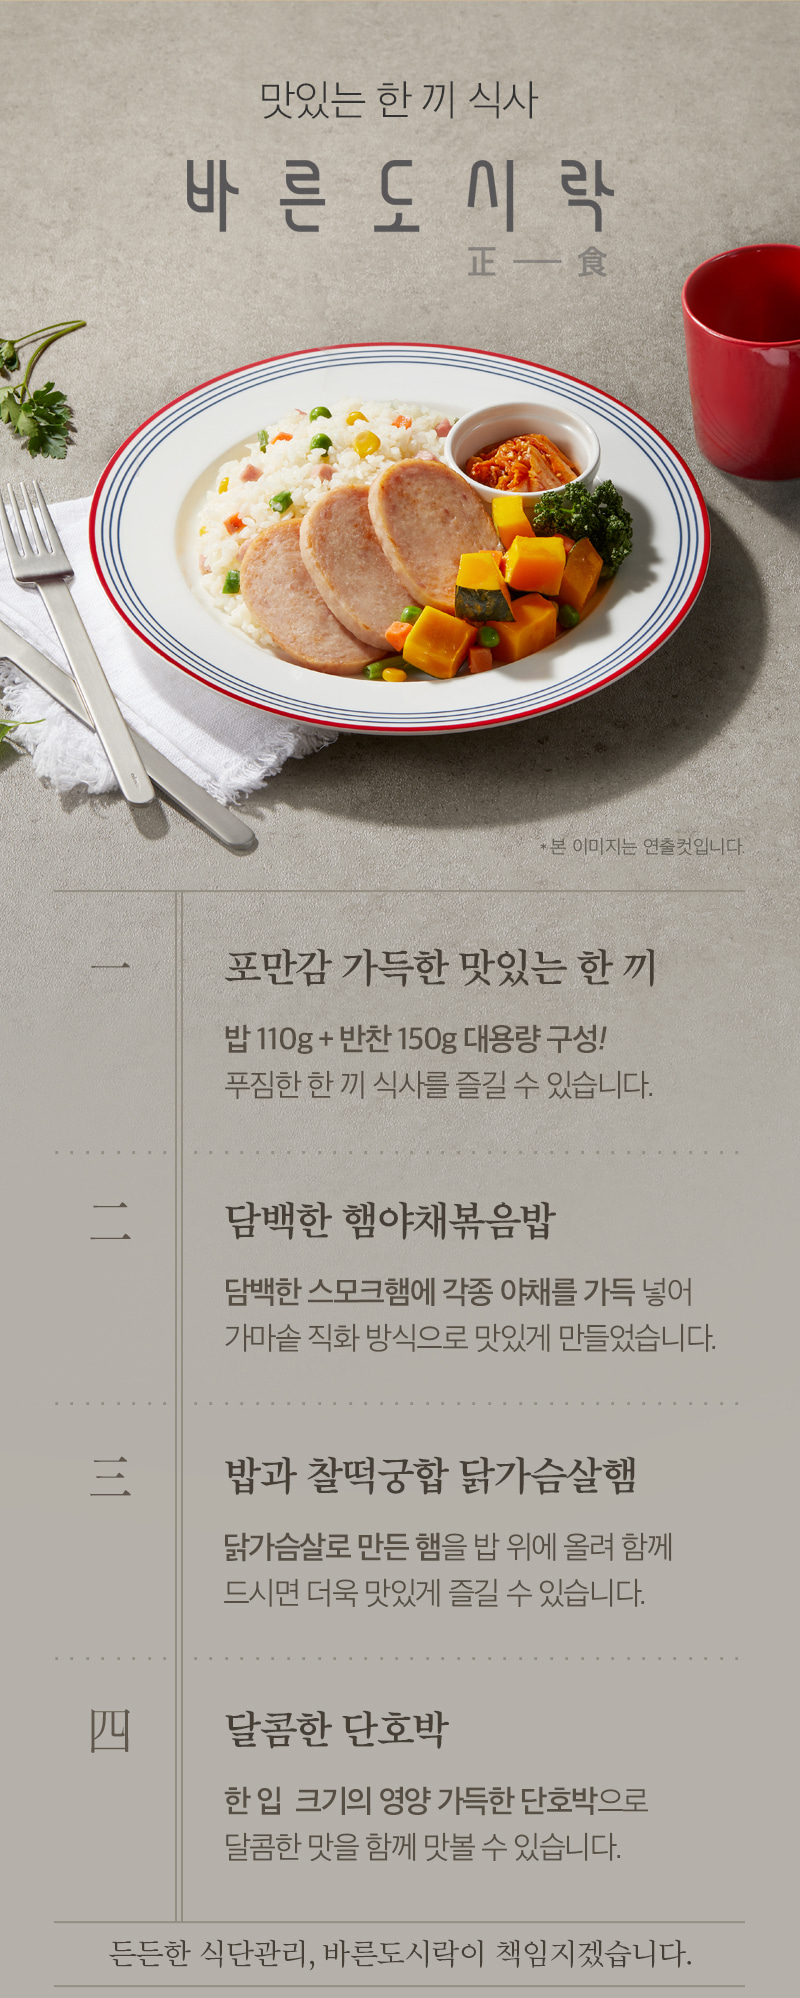 맛있는 한 끼 식사
바른도시락
正 — 食
*본 이미지는 연출컷입니다.
一
포만감 가득한 맛있는 한 끼
밥 110g + 반찬 150g 대용량 구성!
푸짐한 한 끼 식사를 즐길 수 있습니다.
二
담백한 햄야채볶음밥
담백한 스모크햄에 각종 야채를 가득 넣어
가마솥 직화 방식으로 맛있게 만들었습니다.
三
밥과 찰떡궁합 닭가슴살햄
닭가슴살로 만든 햄을 밥 위에 올려 함께
드시면 더욱 맛있게 즐길 수 있습니다.
四
달콤한 단호박
한 입 크기의 영양 가득한 단호박으로
달콤한 맛을 함께 맛볼 수 있습니다.
든든한 식단관리, 바른도시락이 책임지겠습니다.